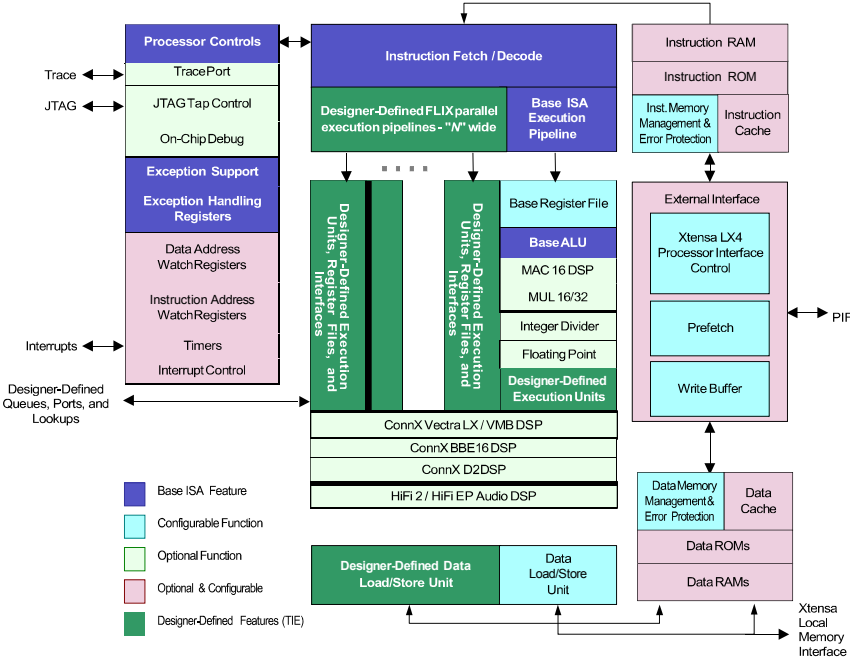 Processor Controls
Trace Port
JTAG Tap Control
On-Chip Debug
Exception Support
Exception Handling
Registers
Data Address
Watch Registers
Instruction Address
Watch Registers
Timers
Interrupt Control
Trace
JTAG
Interrupts
Designer-Defined
Queues, Ports, and
Lookups
Instruction Fetch / Decode
Designer-Defined FLIX parallel
execution pipelines - "N" wide
Base ISA
Execution
Pipeline
Designer-Defined Execution
Units, Register Files, and
Interfaces
Designer-Defined Execution
Units, Register Files, and
Interfaces
Base Register File
Base ALU
MAC 16 DSP
MUL 16/32
Integer Divider
Floating Point
Designer-Defined
Execution Units
ConnX Vectra LX / VMB DSP
ConnX BBE16 DSP
ConnX D2DSP
HiFi 2 / HiFi EP Audio DSP
Designer-Defined Data
Load/Store Unit
Data
Load/Store
Unit
Instruction RAM
Instruction ROM
Inst. Memory
Management &
Error Protection
Instruction
Cache
External Interface
Xtensa LX4
Processor Interface
Control
Prefetch
Write Buffer
PIF
Data Memory
Management &
Error Protection
Data
Cache
Data ROMs
Data RAMs
Xtensa
Local
Memory
Interface
Base ISA Feature
Configurable Function
Optional Function
Optional & Configurable
Designer-Defined Features (TIE)